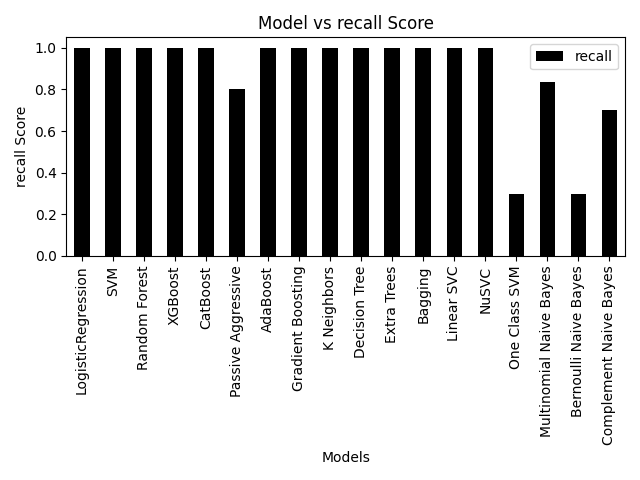 Model vs recall Score
recall
recall Score
1.0
0.8
0.6
0.4
0.2
0.0
LogisticRegression
SVM
Random Forest
XGBoost
CatBoost
Passive Aggressive
AdaBoost
Gradient Boosting
K Neighbors
Decision Tree
Extra Trees
Bagging
Linear SVC
NuSVC
One Class SVM
Multinomial Naive Bayes
Bernoulli Naive Bayes
Complement Naive Bayes
Models